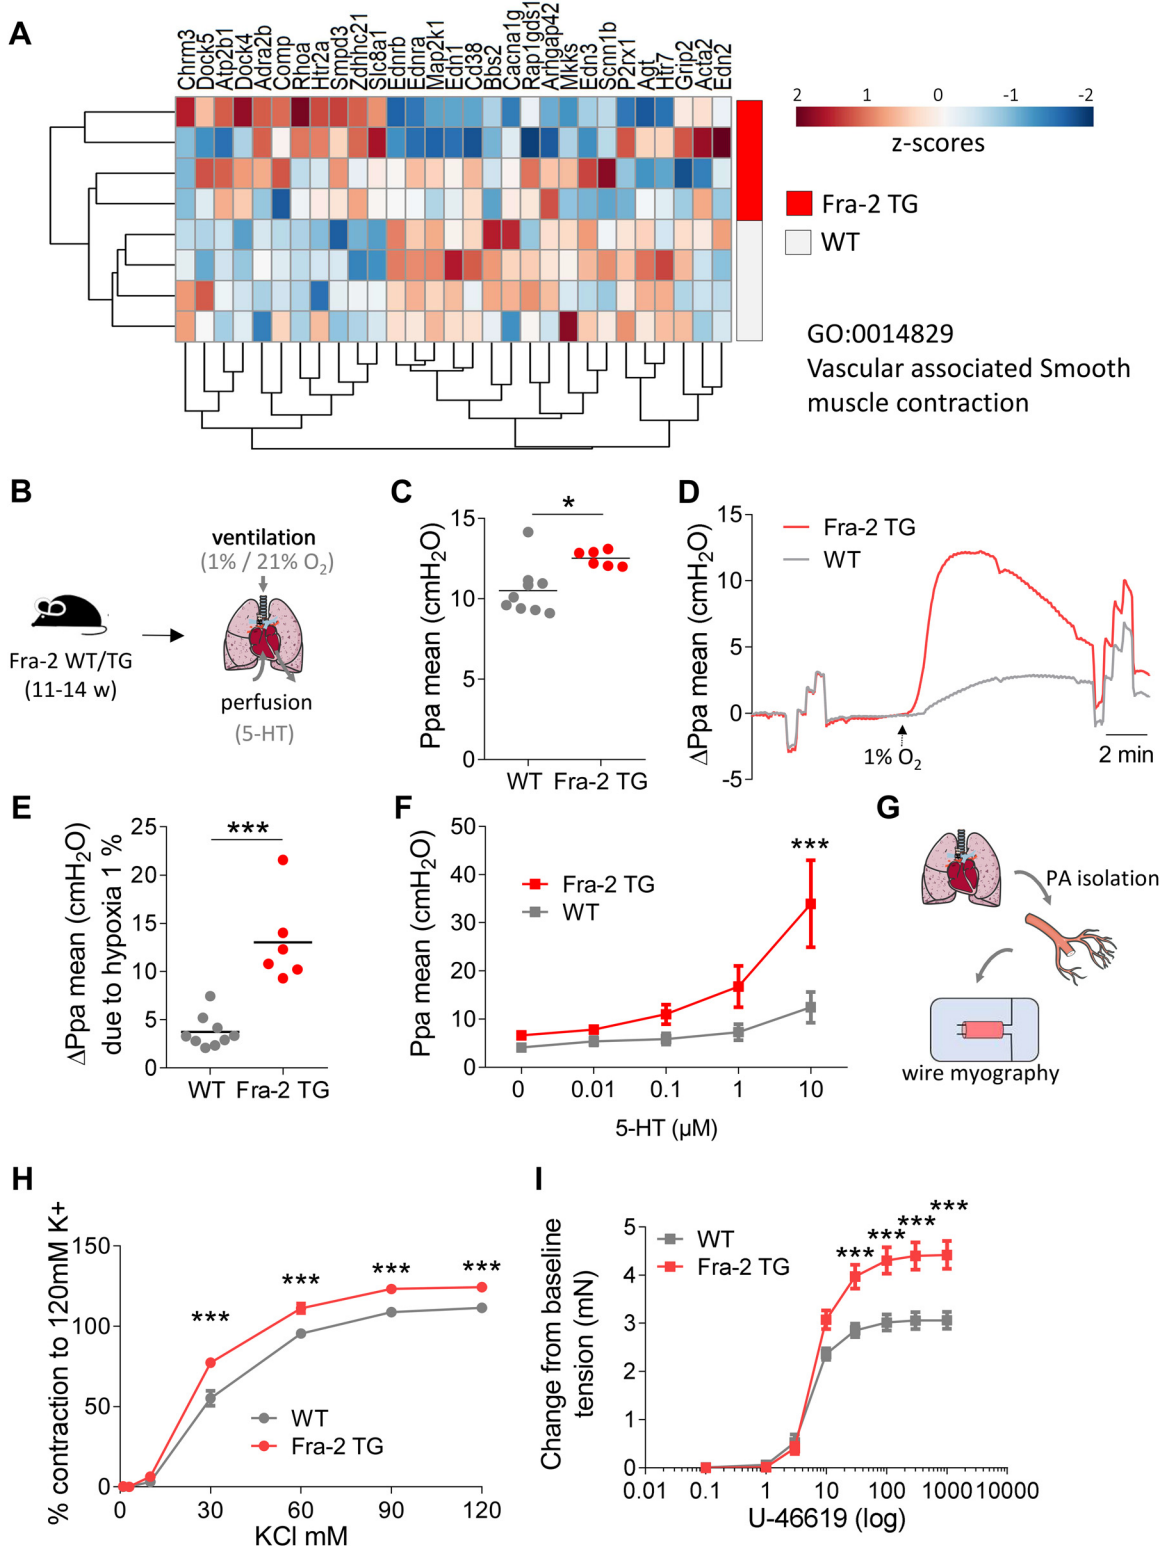 A
Chrm3
Dock5
Atp2b1
Dock4
Adra2b
Comp
Rhoa
Htr2a
Smpd3
Zdhhc21
Slc8a1
Ednrb
Ednra
Map2k1
Edn1
Cd38
Bbs2
Cacna1g
Rap1gds1
Arhgap42
Mkks
Edn3
Scnn1b
P2rx1
Agt
Htr7
Grip2
Acta2
Edn2
2 1 0 -1 -2
z-scores
Fra-2 TG
WT
GO:0014829
Vascular associated Smooth
muscle contraction
B
ventilation
(1% / 21% O2)
Fra-2 WT/TG
(11-14 w)
perfusion
(5-HT)
C
Ppa mean (cmH2O)
15
10
5
0
*
WT Fra-2 TG
D
ΔPpa mean (cmH2O)
15
10
5
0
-5
Fra-2 TG
WT
1% O2
2 min
E
ΔPpa mean (cmH2O)
due to hypoxia 1 %
25
20
15
10
5
0
***
WT Fra-2 TG
F
Ppa mean (cmH2O)
50
40
30
20
10
0
Fra-2 TG
WT
***
0 0.01 0.1 1 10
5-HT (µM)
G
PA isolation
wire myography
H
% contraction to 120mM K+
150
100
50
0
*** *** *** ***
WT
Fra-2 TG
0 30 60 90 120
KCl mM
I
Change from baseline
tension (mN)
5
4
3
2
1
0
WT
Fra-2 TG
*** *** *** ***
0.01 0.1 1 10 100 1000 10000
U-46619 (log)